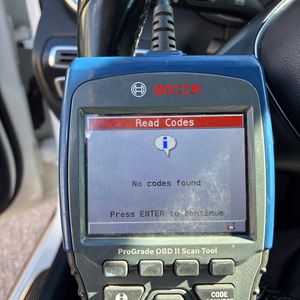 BOSCH
Read Codes
No codes found
Press ENTER to continue
ProGrade OBD II Scan Tool
CODE